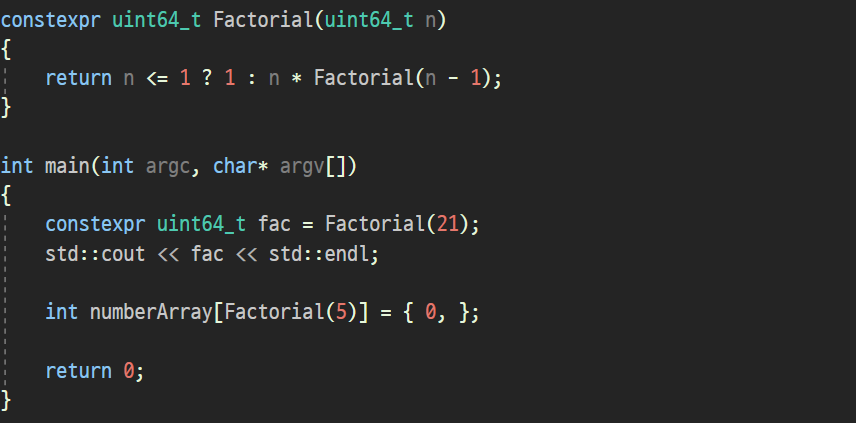 constexpr uint64_t Factorial(uint64_t n)
{
    return n <= 1 ? 1 : n * Factorial(n - 1);
}

int main(int argc, char* argv[])
{
    constexpr uint64_t fac = Factorial(21);
    std::cout << fac << std::endl;

    int numberArray[Factorial(5)] = { 0, };

    return 0;
}